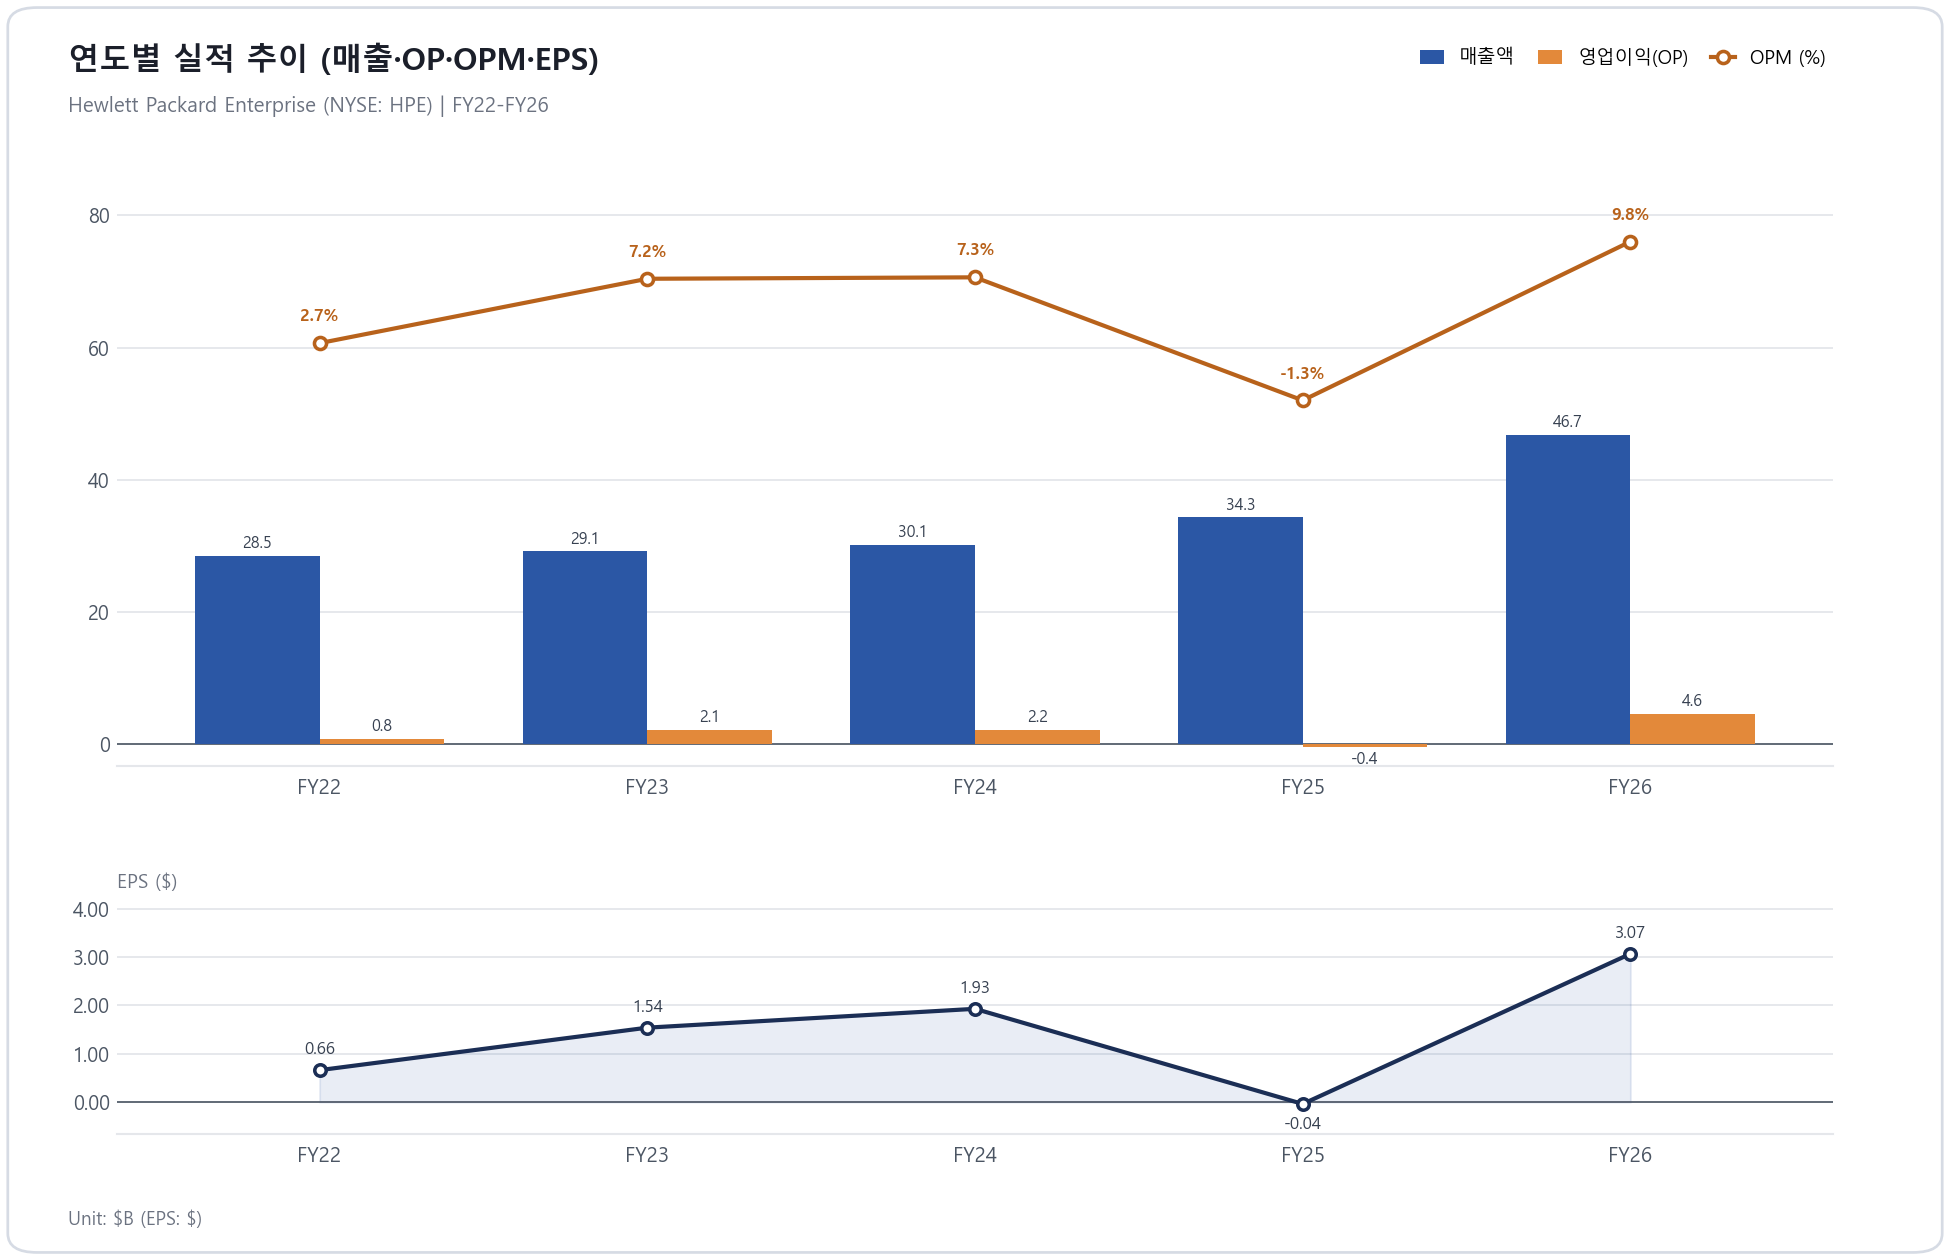 연도별 실적 추이 (매출·OP·OPM·EPS)
Hewlett Packard Enterprise (NYSE: HPE) | FY22-FY26
매출액 영업이익(OP) OPM (%)
80
60
40
20
0
2.7% 7.2% 7.3% -1.3% 9.8%
28.5 29.1 30.1 34.3 46.7
0.8 2.1 2.2 -0.4 4.6
FY22 FY23 FY24 FY25 FY26
EPS ($)
4.00
3.00
2.00
1.00
0.00
0.66 1.54 1.93 -0.04 3.07
FY22 FY23 FY24 FY25 FY26
Unit: $B (EPS: $)